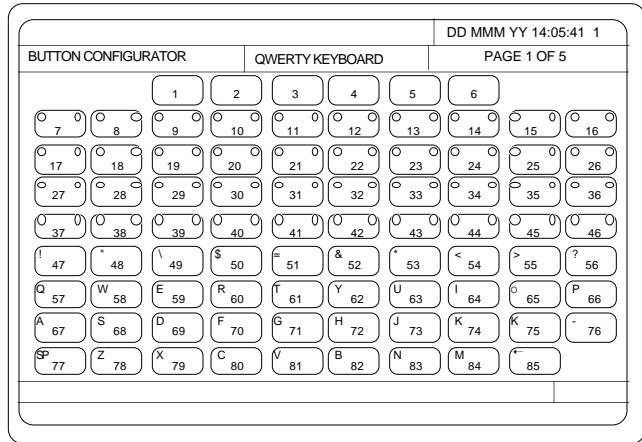 DD MMM YY 14:05:41 1
BUTTON CONFIGURATOR QWERTY KEYBOARD PAGE 1 OF 5
1 2 3 4 5 6
7 8 9 10 11 12 13 14 15 16
17 18 19 20 21 22 23 24 25 26
27 28 29 30 31 32 33 34 35 36
37 38 39 40 41 42 43 44 45 46
! 47 " 48 \ 49 $ 50 = 51 & 52 * 53 < 54 > 55 ? 56
Q 57 W 58 E 59 R 60 T 61 Y 62 U 63 I 64 O 65 P 66
A 67 S 68 D 69 F 70 G 71 H 72 J 73 K 74 K 75 - 76
SP 77 Z 78 X 79 C 80 V 81 B 82 N 83 M 84 ← 85